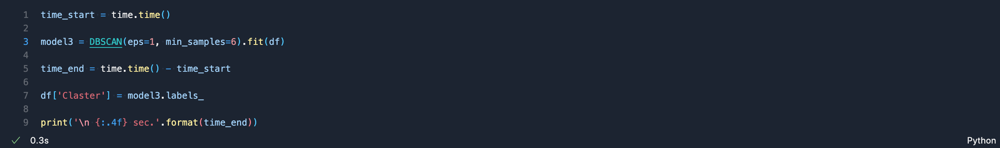 1 time_start = time.time()
2
3 model3 = DBSCAN(eps=1, min_samples=6).fit(df)
4
5 time_end = time.time() - time_start
6
7 df['Claster'] = model3.labels_
8
9 print('\n {:.4f} sec.'.format(time_end))
✓ 0.3s
Python